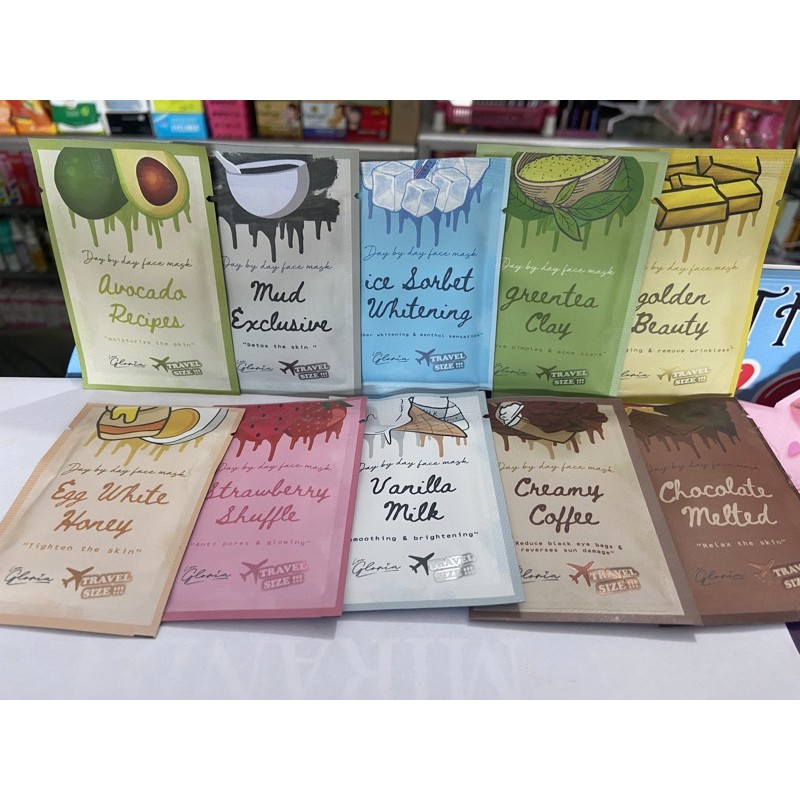 Day by day face mask
Avocado
Recipes
"moisturize the skin"
Gloria
TRAVEL
SIZE !!!
Day by day face mask
Mud
Exclusive
"Detox the skin"
Gloria
TRAVEL
SIZE !!!
Day by day face mask
ice Sorbet
Whitening
whitening & menthol sensation
Gloria
TRAVEL
SIZE !!!
Day by day face mask
greentea
Clay
pimples & acne scars
Gloria
TRAVEL
SIZE !!!
Day by day face mask
golden
Beauty
& remove wrinkless"
Gloria
TRAVEL
SIZE !!!
Day by day face mask
Egg White
Honey
"Tighten the skin"
Gloria
TRAVEL
SIZE !!!
Day by day face mask
Strawberry
Shuffle
"Anti pores & glowing"
Gloria
TRAVEL
SIZE !!!
Day by day face mask
Vanilla
Milk
smoothing & brightening"
Gloria
TRAVEL
SIZE !!!
Day by day face mask
Creamy
Coffee
"Reduce black eye bags &
reverses sun damage"
Gloria
TRAVEL
SIZE !!!
Day by day face mask
Chocolate
Melted
"Relax the skin"
Gloria
TRAVEL
SIZE !!!